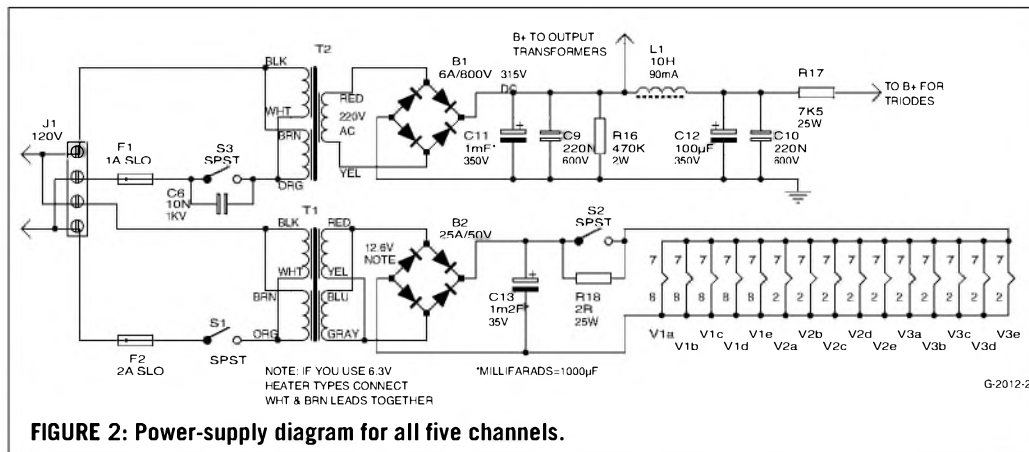 B+ TO OUTPUT
TRANSFORMERS
T2
BLK
WHT
BRN
ORG
RED
220V
AC
YEL
B1
6A/800V
315V
DC
L1
10H
90mA
R17
7K5
25W
TO B+ FOR
TRIODES
C11
1mF*
350V
C9
220N
600V
R16
470K
2W
C12
100µF
350V
C10
220N
600V
J1
120V
F1
1A SLO
S3
SPST
C6
10N
1KV
T1
BLK
WHT
BRN
ORG
RED
YEL
BLU
GRAY
12.6V
NOTE
B2
25A/50V
S2
SPST
C13
1m2F*
35V
R18
2R
25W
S1
SPST
F2
2A SLO
7 7 7 7 7 7 7 7 7 7 7 7 7 7 7
8 8 8 8 8 2 2 2 2 2 2 2 2 2 2
V1a V1c V1e V2b V2d V3a V3c V3e
V1b V1d V2a V2c V2e V3b V3d
NOTE: IF YOU USE 6.3V
HEATER TYPES CONNECT
WHT & BRN LEADS TOGETHER
*MILLIFARADS=1000µF
G-2012-2
FIGURE 2: Power-supply diagram for all five channels.